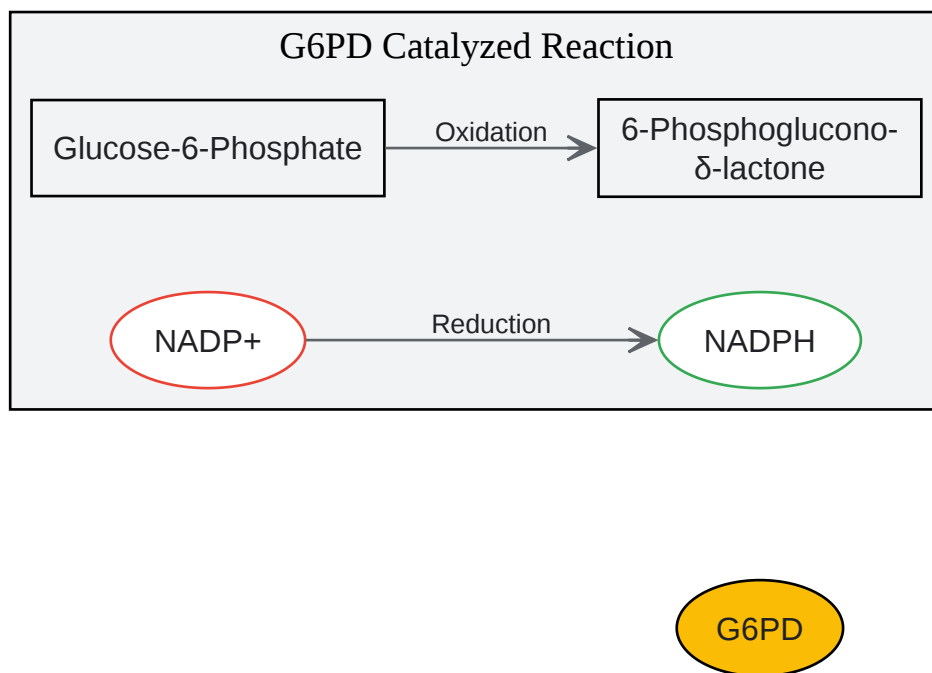 G6PD Catalyzed Reaction
Glucose-6-Phosphate
Oxidation
6-Phosphoglucono-
δ-lactone
NADP+
Reduction
NADPH
G6PD